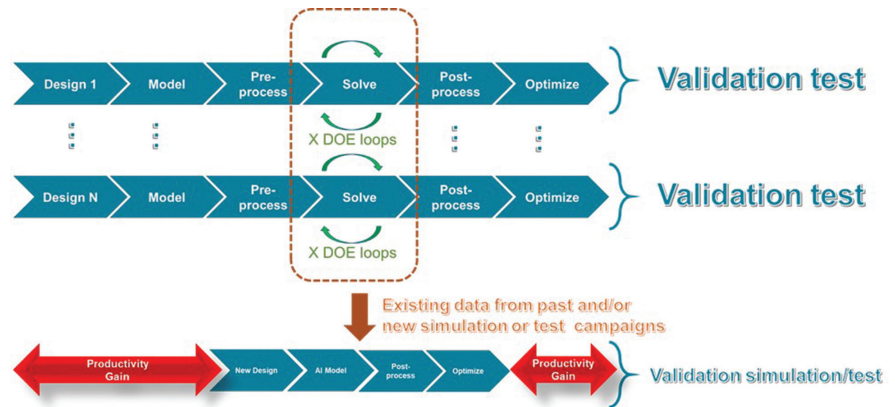 Design 1 Model Pre- Solve Post- Optimize Validation test
process process
X DOE loops
Design N Model Pre- Solve Post- Optimize Validation test
process process
X DOE loops
Existing data from past and/or
new simulation or test campaigns
Productivity New Design AI Model Post- Optimize Productivity Validation simulation/test
Gain process Gain